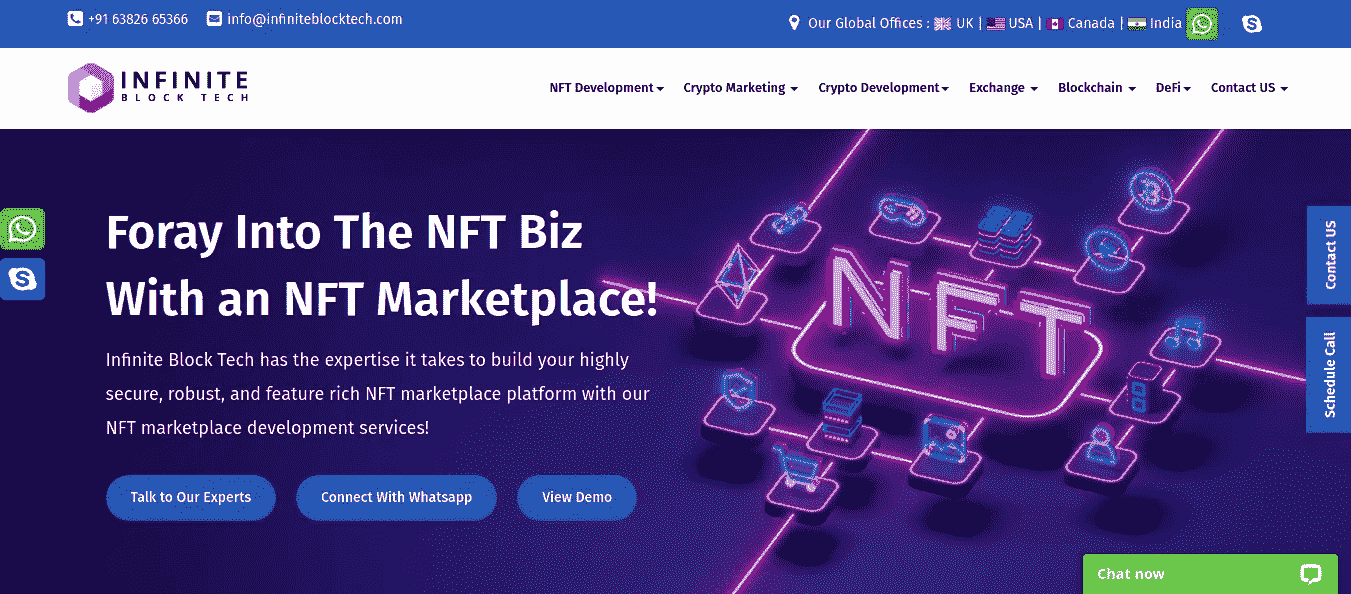 +91 63826 65366 info@infiniteblocktech.com Our Global Offices : UK | USA | Canada | India
INFINITE
BLOCK TECH
NFT Development Crypto Marketing Crypto Development Exchange Blockchain DeFi Contact US
Foray Into The NFT Biz
With an NFT Marketplace!
Infinite Block Tech has the expertise it takes to build your highly
secure, robust, and feature rich NFT marketplace platform with our
NFT marketplace development services!
Talk to Our Experts Connect With Whatsapp View Demo
NFT
Contact US
Schedule Call
Chat now